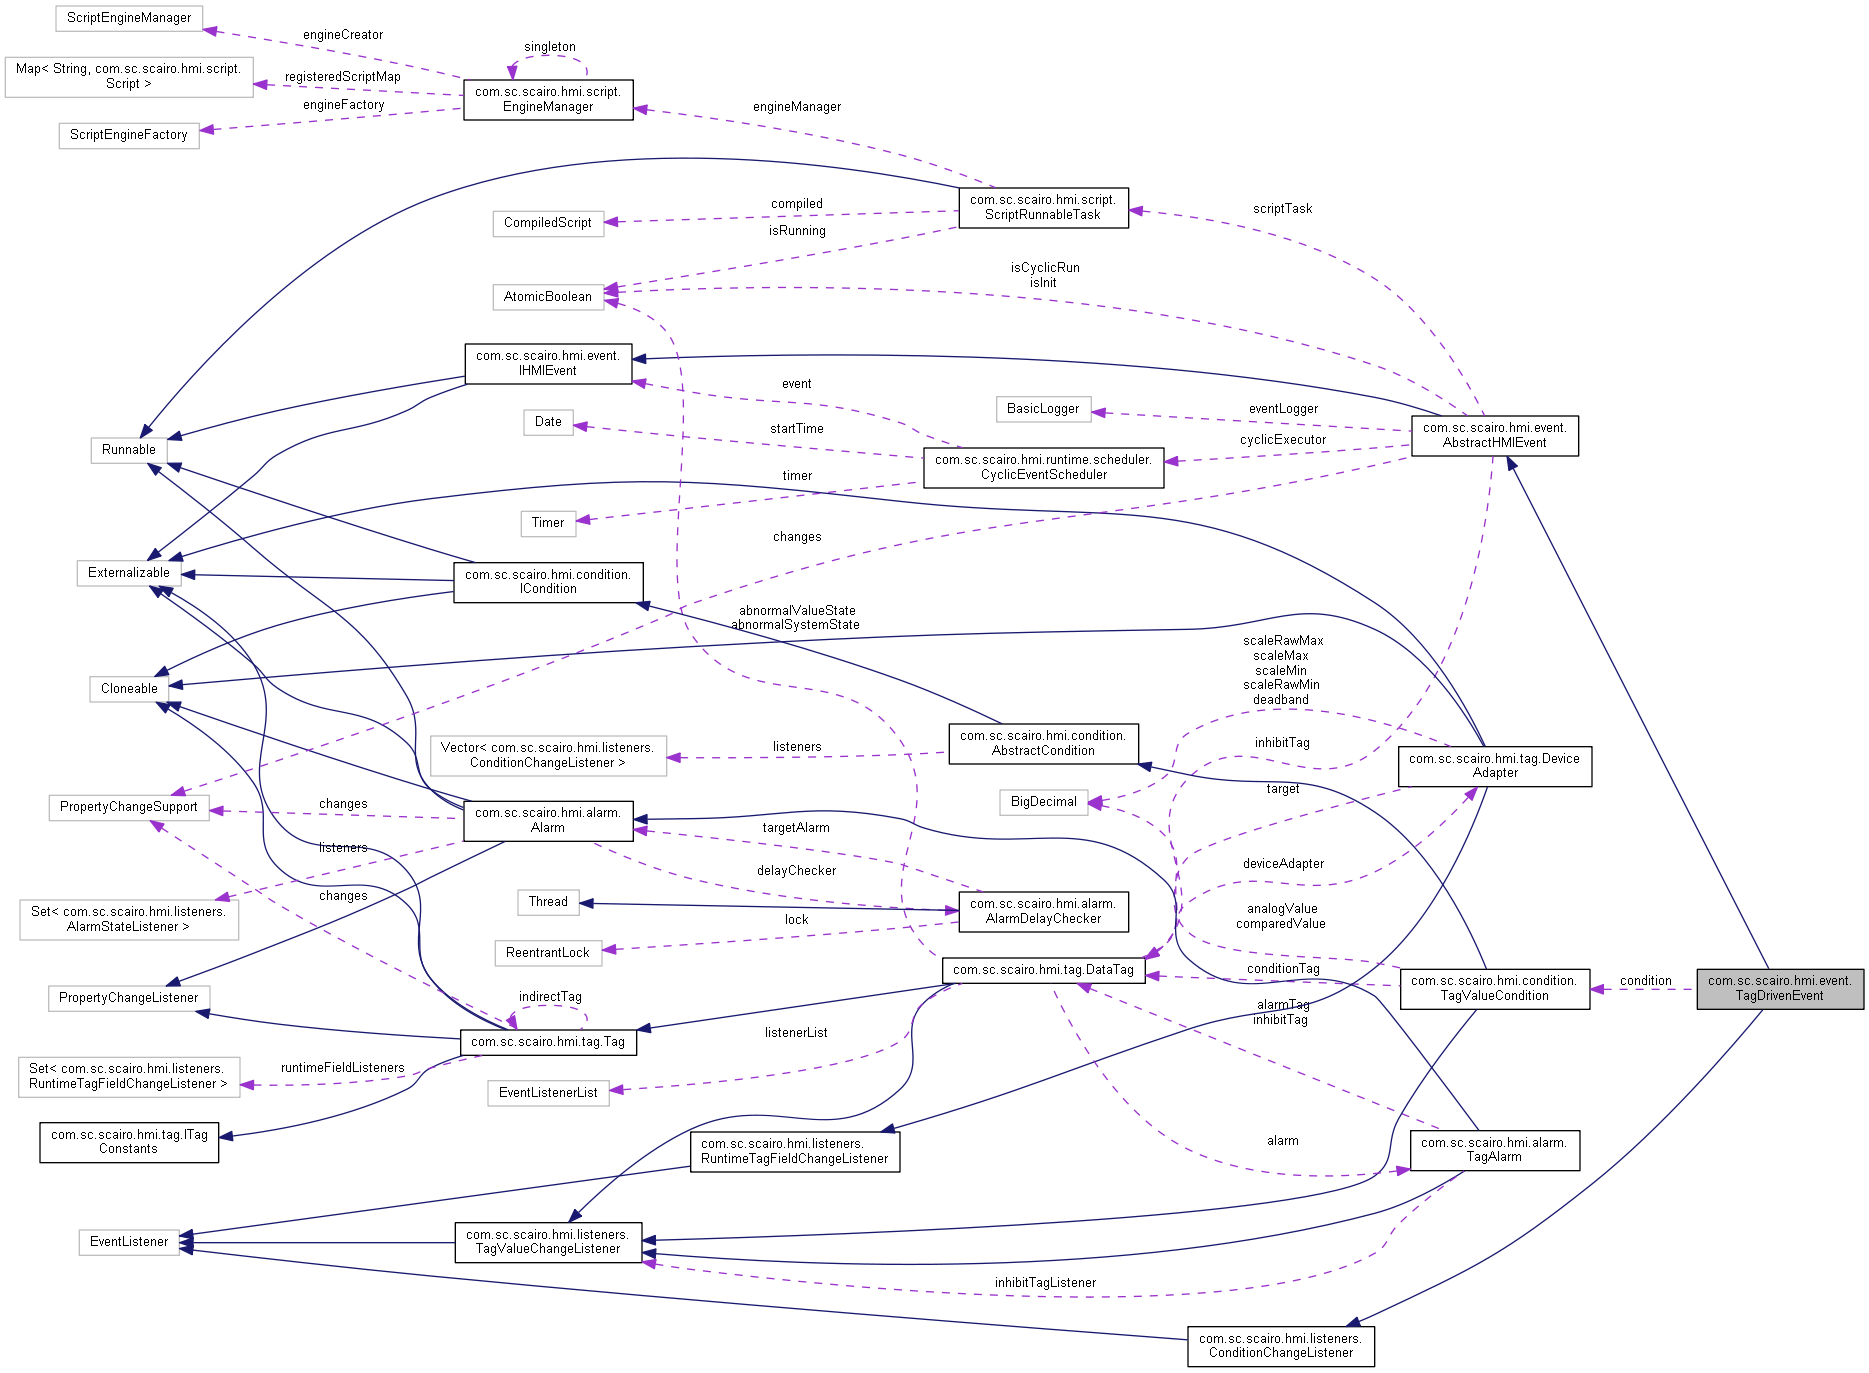 ScriptEngineManager
engineCreator
singleton
Map< String, com.sc.scairo.hmi.script.
Script >
registeredScriptMap
com.sc.scairo.hmi.script.
EngineManager
engineFactory
ScriptEngineFactory
engineManager
com.sc.scairo.hmi.script.
ScriptRunnableTask
compiled
scriptTask
CompiledScript
isRunning
isCyclicRun
isInit
AtomicBoolean
com.sc.scairo.hmi.event.
IHMIEvent
event
BasicLogger
eventLogger
Date
startTime
com.sc.scairo.hmi.event.
AbstractHMIEvent
cyclicExecutor
Runnable
com.sc.scairo.hmi.runtime.scheduler.
CyclicEventScheduler
timer
Timer
changes
Externalizable
com.sc.scairo.hmi.condition.
ICondition
abnormalValueState
abnormalSystemState
scaleRawMax
scaleMax
scaleMin
scaleRawMin
deadband
Cloneable
Vector< com.sc.scairo.hmi.listeners.
ConditionChangeListener >
listeners
com.sc.scairo.hmi.condition.
AbstractCondition
inhibitTag
com.sc.scairo.hmi.tag.Device
Adapter
target
BigDecimal
PropertyChangeSupport
changes
com.sc.scairo.hmi.alarm.
Alarm
targetAlarm
listeners
delayChecker
deviceAdapter
changes
Set< com.sc.scairo.hmi.listeners.
AlarmStateListener >
Thread
com.sc.scairo.hmi.alarm.
AlarmDelayChecker
lock
analogValue
comparedValue
ReentrantLock
com.sc.scairo.hmi.tag.DataTag
conditionTag
com.sc.scairo.hmi.condition.
TagValueCondition
condition
com.sc.scairo.hmi.event.
TagDrivenEvent
PropertyChangeListener
indirectTag
alarmTag
inhibitTag
com.sc.scairo.hmi.tag.Tag
listenerList
Set< com.sc.scairo.hmi.listeners.
RuntimeTagFieldChangeListener >
runtimeFieldListeners
EventListenerList
com.sc.scairo.hmi.tag.ITag
Constants
com.sc.scairo.hmi.listeners.
RuntimeTagFieldChangeListener
alarm
com.sc.scairo.hmi.alarm.
TagAlarm
EventListener
com.sc.scairo.hmi.listeners.
TagValueChangeListener
inhibitTagListener
com.sc.scairo.hmi.listeners.
ConditionChangeListener